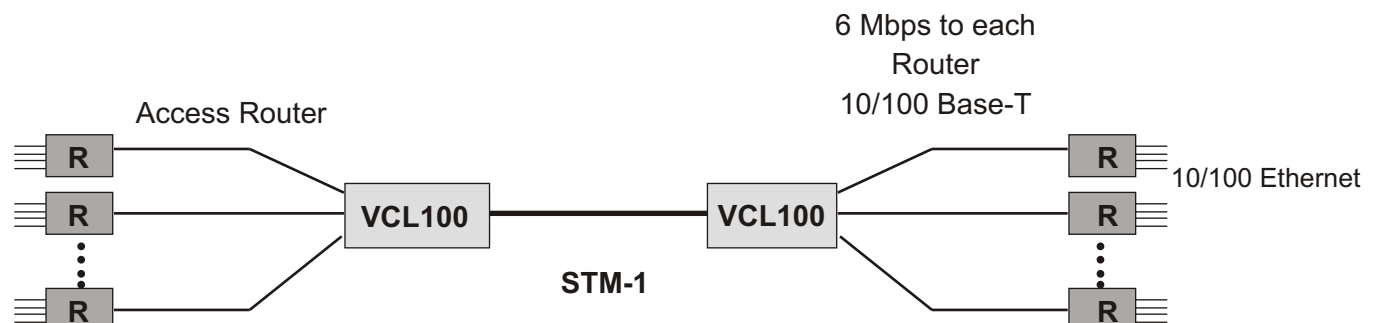 6 Mbps to each
Router
10/100 Base-T
Access Router
R
R
R
VCL100
STM-1
VCL100
R
R
R
10/100 Ethernet